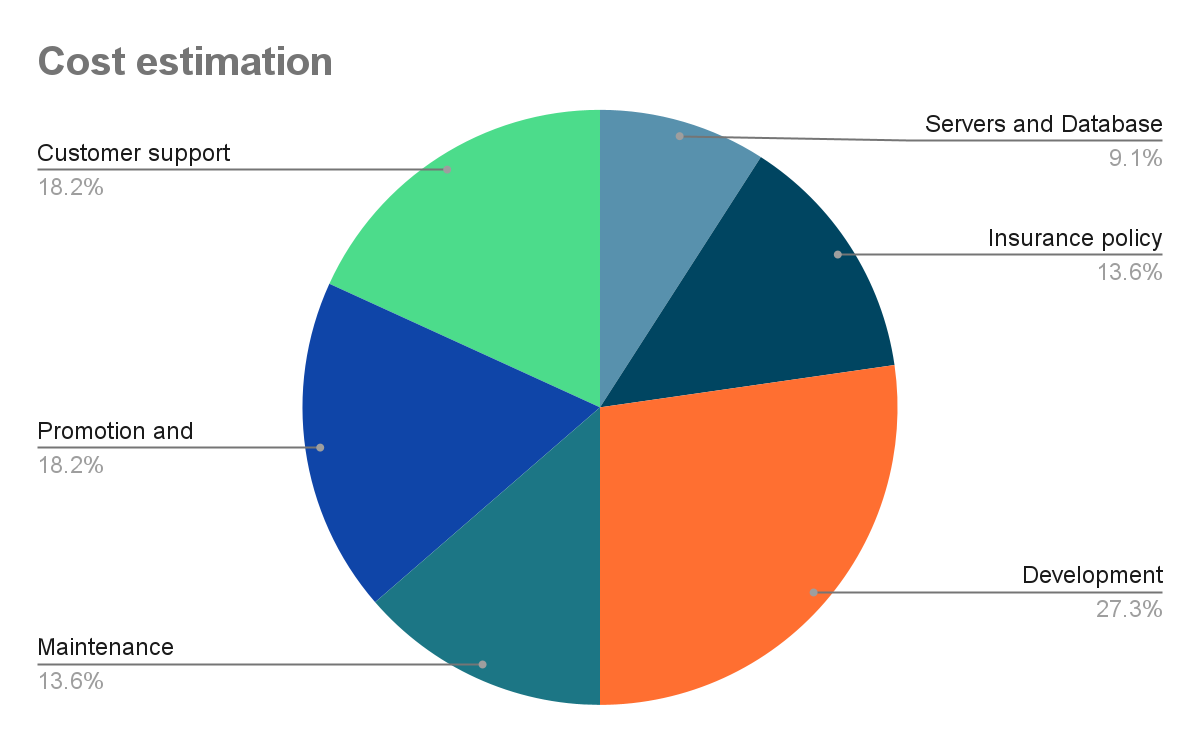 Cost estimation
Customer support
18.2%
Promotion and
18.2%
Maintenance
13.6%
Servers and Database
9.1%
Insurance policy
13.6%
Development
27.3%